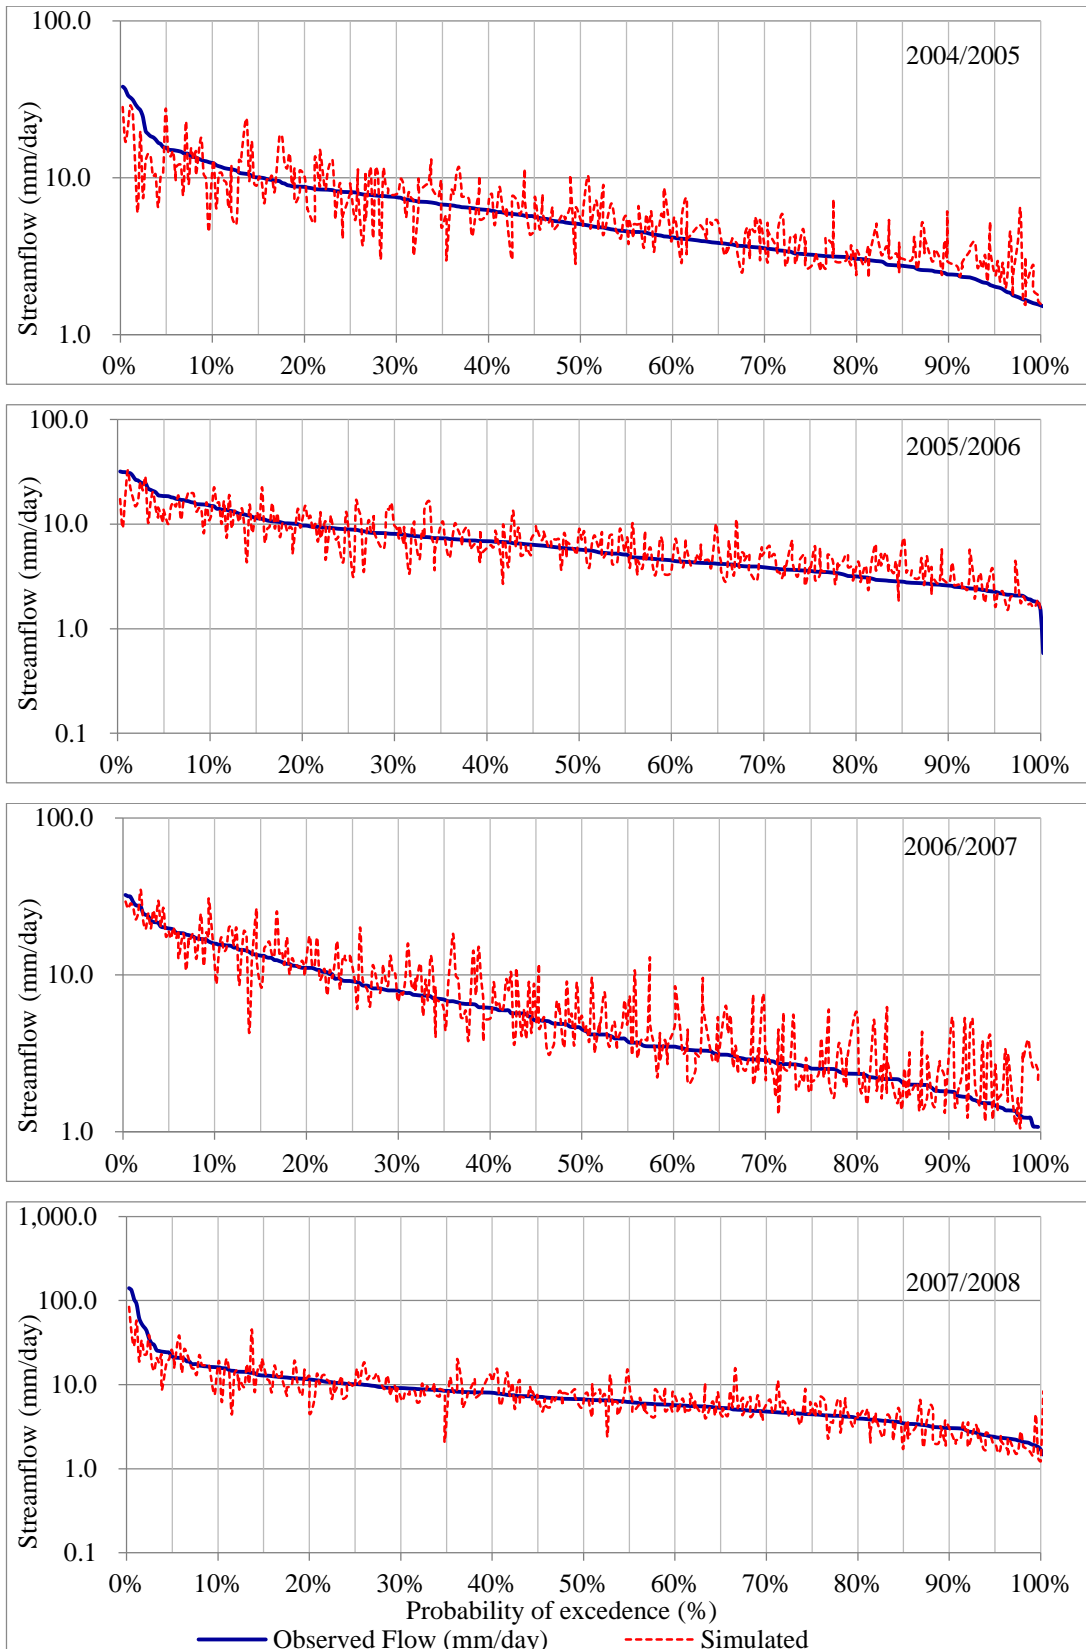 100.0
2004/2005
10.0
1.0
Streamflow (mm/day)
0% 10% 20% 30% 40% 50% 60% 70% 80% 90% 100%
100.0
2005/2006
10.0
1.0
0.1
Streamflow (mm/day)
0% 10% 20% 30% 40% 50% 60% 70% 80% 90% 100%
100.0
2006/2007
10.0
1.0
Streamflow (mm/day)
0% 10% 20% 30% 40% 50% 60% 70% 80% 90% 100%
1,000.0
2007/2008
100.0
10.0
1.0
0.1
Streamflow (mm/day)
0% 10% 20% 30% 40% 50% 60% 70% 80% 90% 100%
Probability of excedence (%)
Observed Flow (mm/day) Simulated